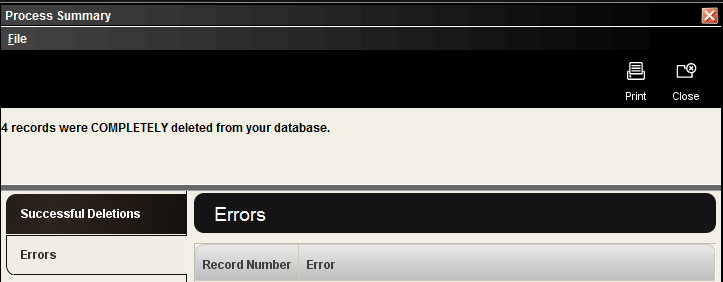 Process Summary
File
Print Close
4 records were COMPLETELY deleted from your database.
Successful Deletions
Errors
Errors
Record Number Error